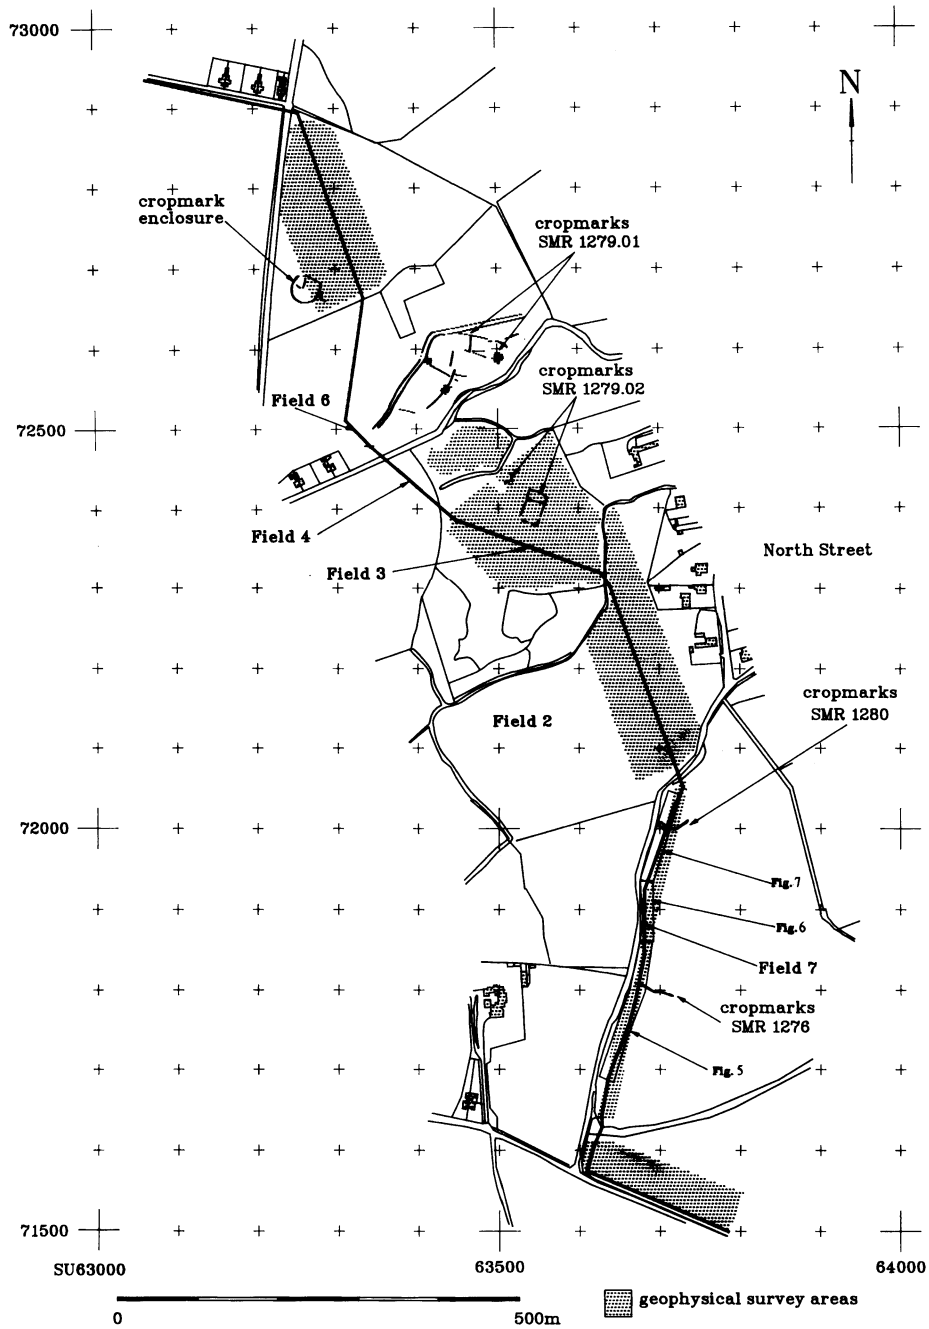 73000
N
cropmark
enclosure
cropmarks
SMR 1279.01
cropmarks
SMR 1279.02
Field 6
72500
Field 4
North Street
Field 3
cropmarks
SMR 1280
Field 2
72000
Fig. 7
Fig. 6
Field 7
cropmarks
SMR 1276
Fig. 5
71500
SU63000
63500
64000
0
500m
geophysical survey areas